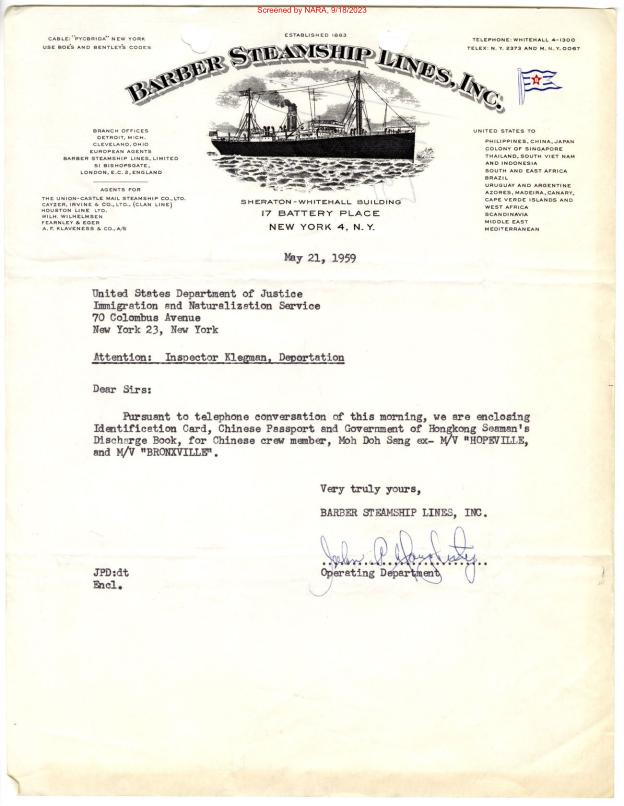 Screened by NARA, 9/18/2023
ESTABLISHED 1883
CABLE: "PYCBRIDA" NEW YORK
USE BOE'S AND BENTLEY'S CODES
TELEPHONE: WHITEHALL 4-1300
TELEX: N. Y. 2373 AND M. N. Y. 0067
BARBER STEAMSHIP LINES, INC.
BRANCH OFFICES
DETROIT, MICH.
CLEVELAND, OHIO
EUROPEAN AGENTS
BARBER STEAMSHIP LINES, LIMITED
51 BISHOPSGATE,
LONDON, E.C. 2, ENGLAND
AGENTS FOR
THE UNION-CASTLE MAIL STEAMSHIP CO., LTD.
CAYZER, IRVINE & CO., LTD., (CLAN LINE)
HOUSTON LINE LTD.
WILH. WILHELMSEN
FEARNLEY & EGER
A. F. KLAVENESS & CO., A/S
UNITED STATES TO
PHILIPPINES, CHINA, JAPAN
COLONY OF SINGAPORE
THAILAND, SOUTH VIET NAM
AND INDONESIA
SOUTH AND EAST AFRICA
BRAZIL
URUGUAY AND ARGENTINE
AZORES, MADEIRA, CANARY,
CAPE VERDE ISLANDS AND
WEST AFRICA
SCANDINAVIA
MIDDLE EAST
MEDITERRANEAN
SHERATON-WHITEHALL BUILDING
17 BATTERY PLACE
NEW YORK 4, N. Y.
May 21, 1959
United States Department of Justice
Immigration and Naturalization Service
70 Colombus Avenue
New York 23, New York
Attention: Inspector Klegman, Deportation
Dear Sirs:
Pursuant to telephone conversation of this morning, we are enclosing
Identification Card, Chinese Passport and Government of Hongkong Seaman's
Discharge Book, for Chinese crew member, Moh Doh Sang ex- M/V "HOPEVILLE,
and M/V "BRONXVILLE".
Very truly yours,
BARBER STEAMSHIP LINES, INC.
John P Dougherty
Operating Department
JPD:dt
Encl.